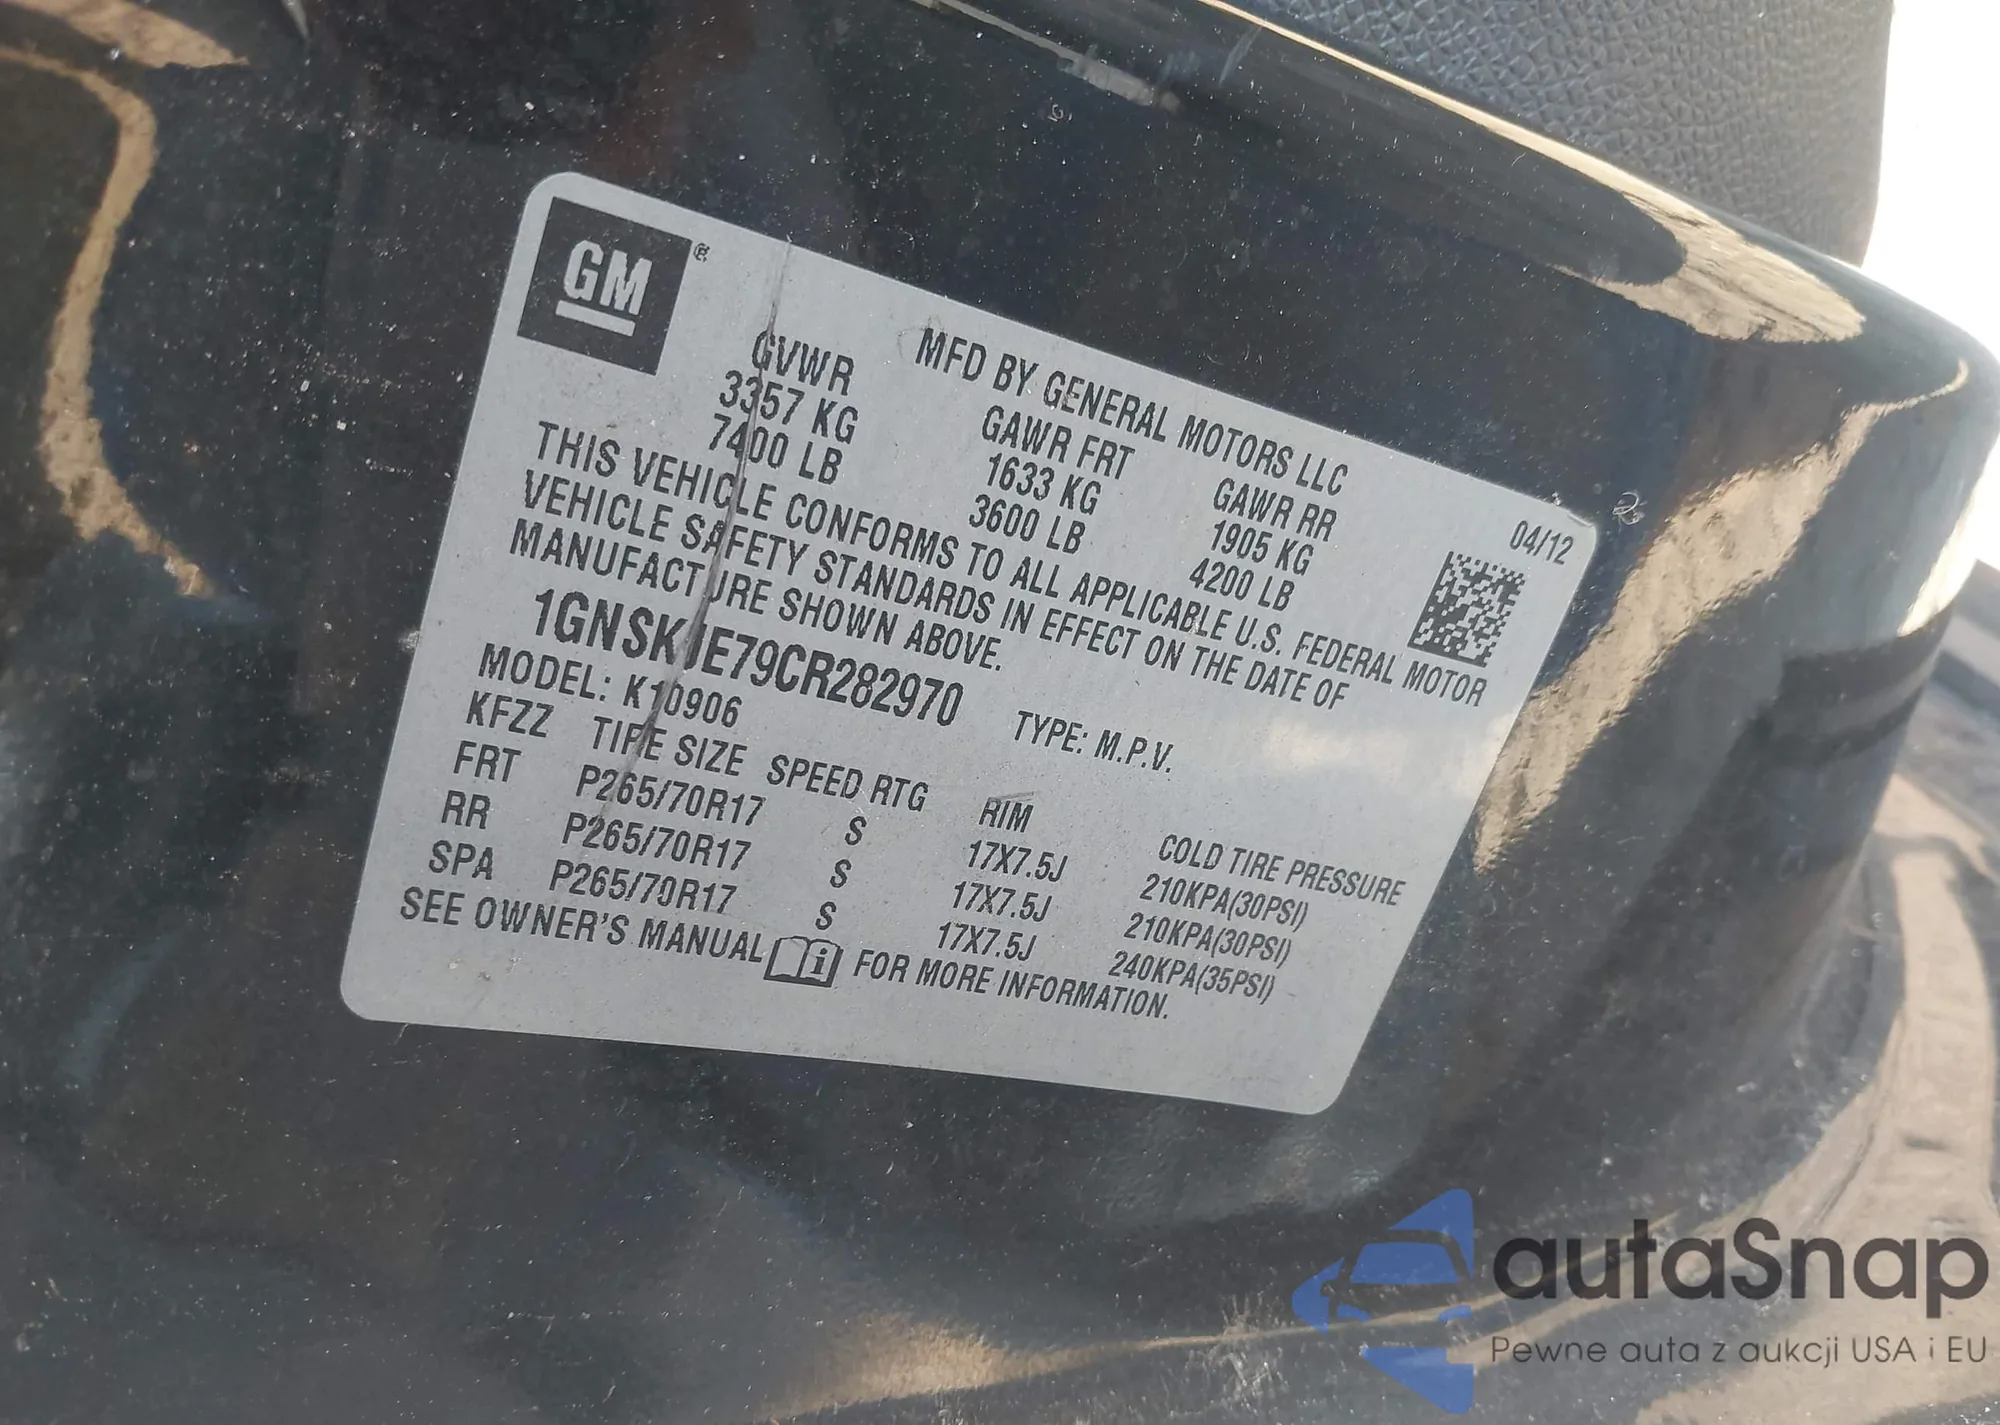 GM ®
MFD BY GENERAL MOTORS LLC
04/12
GVWR GAWR FRT GAWR RR
3357 KG 1633 KG 1905 KG
7400 LB 3600 LB 4200 LB
THIS VEHICLE CONFORMS TO ALL APPLICABLE U.S. FEDERAL MOTOR
VEHICLE SAFETY STANDARDS IN EFFECT ON THE DATE OF
MANUFACTURE SHOWN ABOVE.
1GNSKJE79CR282970 TYPE: M.P.V.
MODEL: K10906
KFZZ TIRE SIZE SPEED RTG RIM COLD TIRE PRESSURE
FRT P265/70R17 S 17X7.5J 210KPA(30PSI)
RR P265/70R17 S 17X7.5J 210KPA(30PSI)
SPA P265/70R17 S 17X7.5J 240KPA(35PSI)
SEE OWNER'S MANUAL i FOR MORE INFORMATION.
autaSnap
Pewne auta z aukcji USA i EU